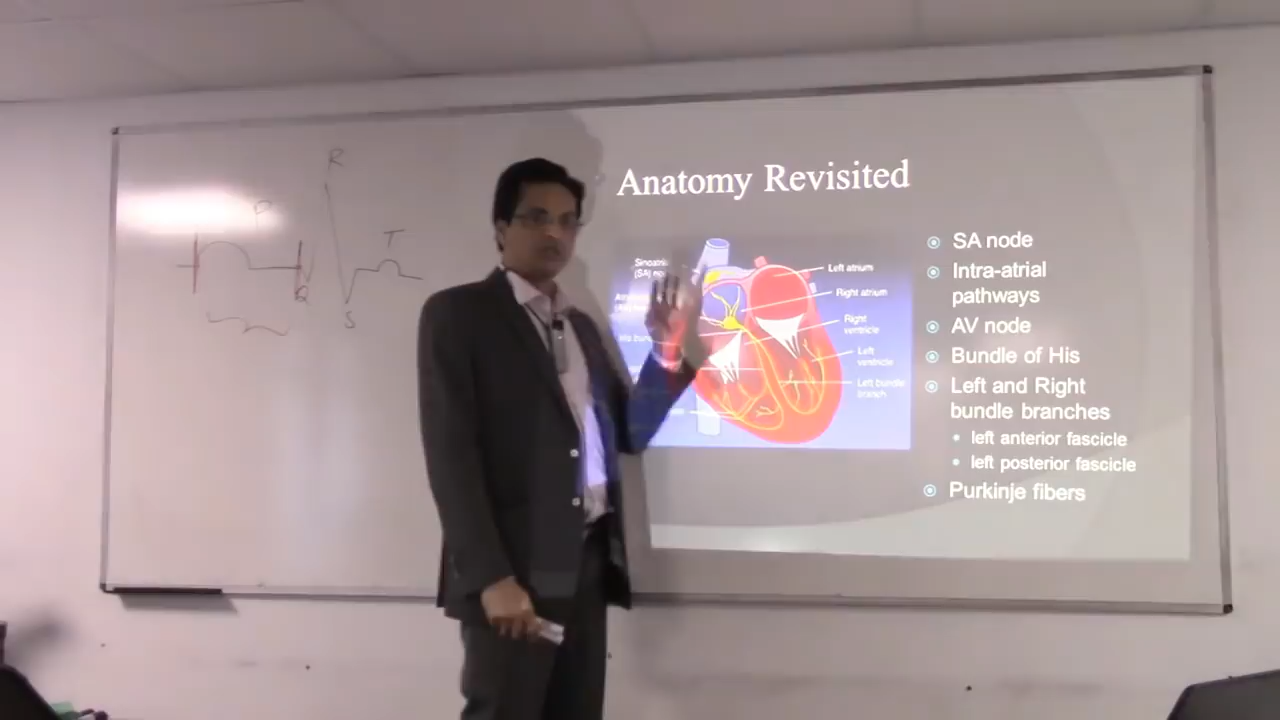 R
P
T
Q
S
Anatomy Revisited
(SA)
Left atrium
Right atrium
Right
ventricle
Left
ventricle
Left bundle
branch
SA node
Intra-atrial
pathways
AV node
Bundle of His
Left and Right
bundle branches
left anterior fascicle
left posterior fascicle
Purkinje fibers